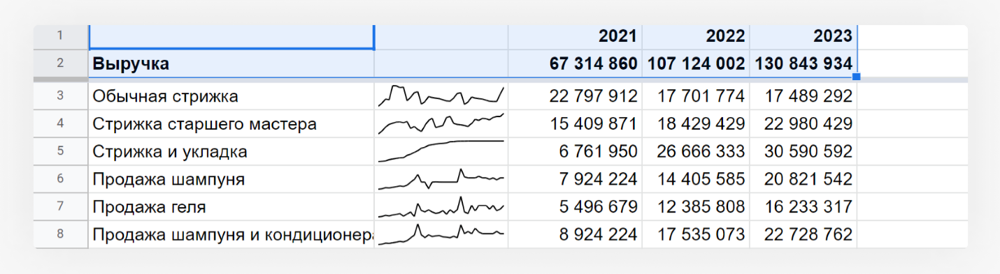 1 2021 2022 2023
2 Выручка 67 314 860 107 124 002 130 843 934
3 Обычная стрижка 22 797 912 17 701 774 17 489 292
4 Стрижка старшего мастера 15 409 871 18 429 429 22 980 429
5 Стрижка и укладка 6 761 950 26 666 333 30 590 592
6 Продажа шампуня 7 924 224 14 405 585 20 821 542
7 Продажа геля 5 496 679 12 385 808 16 233 317
8 Продажа шампуня и кондиционера 8 924 224 17 535 073 22 728 762